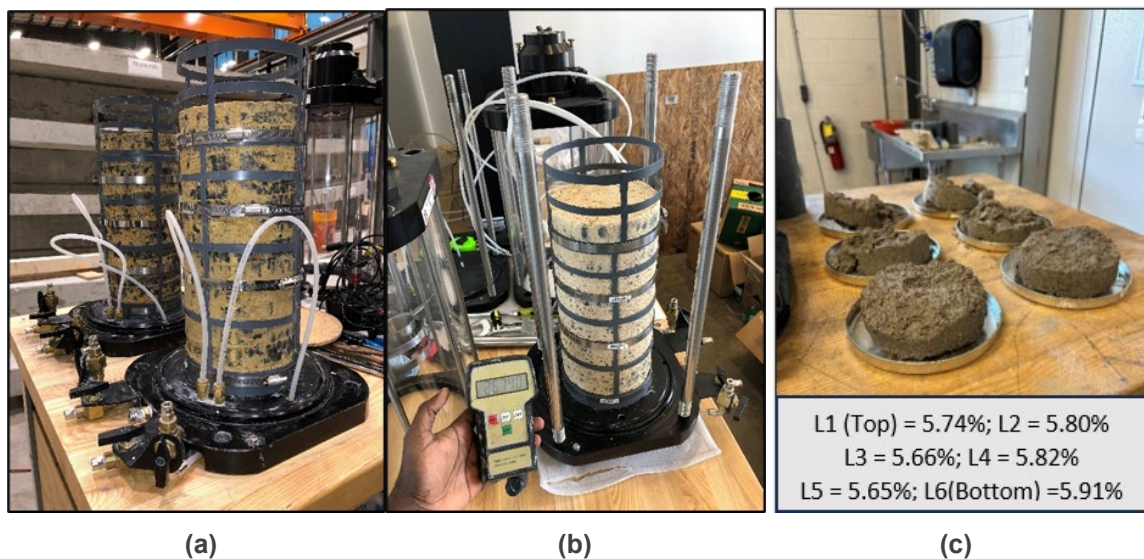 L1 (Top) = 5.74%; L2 = 5.80%
L3 = 5.66%; L4 = 5.82%
L5 = 5.65%; L6(Bottom) =5.91%
(a)
(b)
(c)